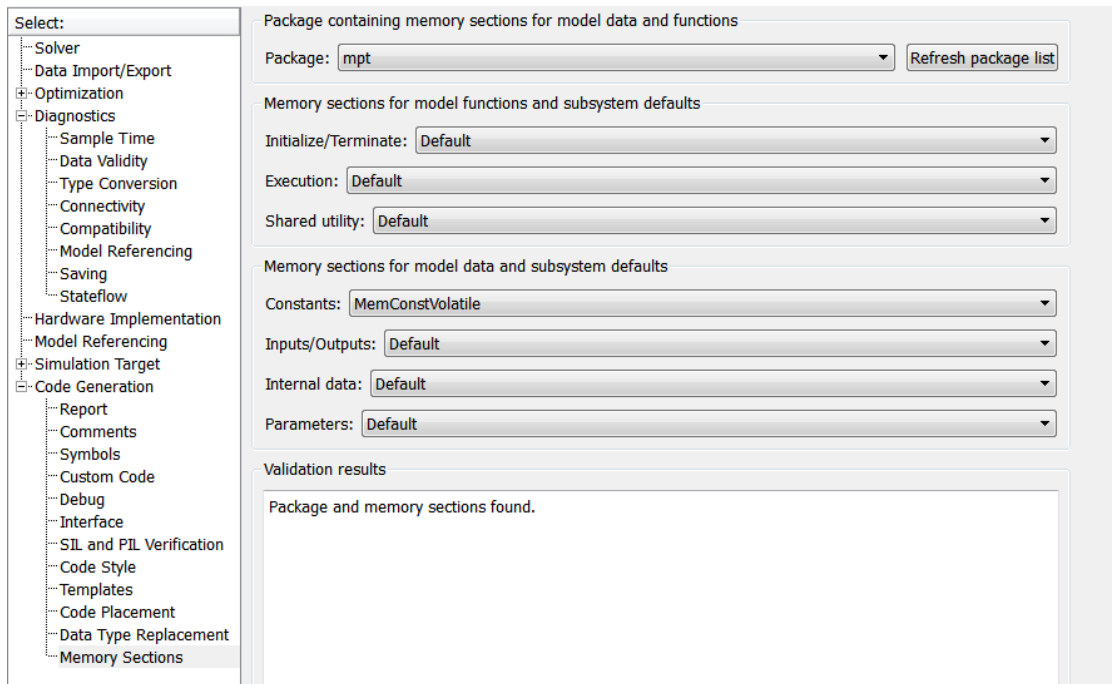 Select:
Solver
Data Import/Export
Optimization
Diagnostics
Sample Time
Data Validity
Type Conversion
Connectivity
Compatibility
Model Referencing
Saving
Stateflow
Hardware Implementation
Model Referencing
Simulation Target
Code Generation
Report
Comments
Symbols
Custom Code
Debug
Interface
SIL and PIL Verification
Code Style
Templates
Code Placement
Data Type Replacement
Memory Sections
Package containing memory sections for model data and functions
Package: mpt Refresh package list
Memory sections for model functions and subsystem defaults
Initialize/Terminate: Default
Execution: Default
Shared utility: Default
Memory sections for model data and subsystem defaults
Constants: MemConstVolatile
Inputs/Outputs: Default
Internal data: Default
Parameters: Default
Validation results
Package and memory sections found.